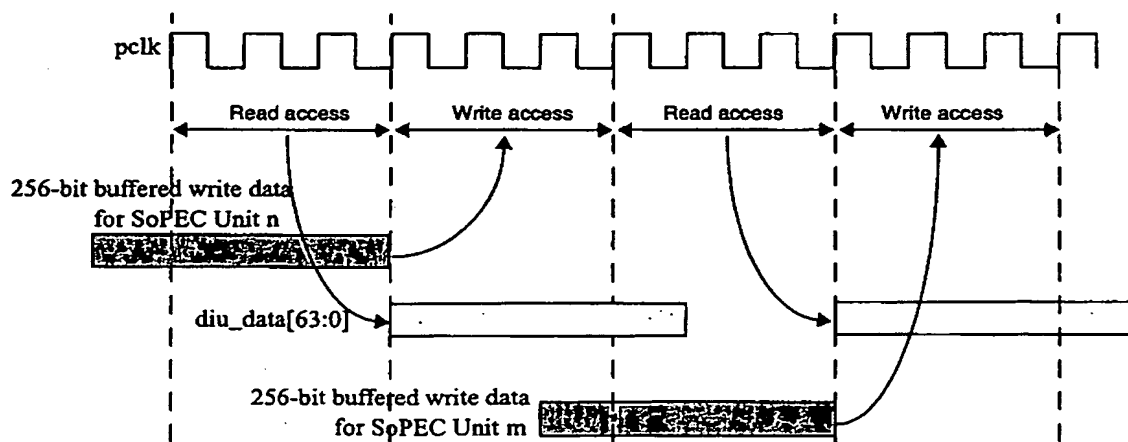 pclk
Read access
Write access
Read access
Write access
256-bit buffered write data
for SoPEC Unit n
diu_data[63:0]
256-bit buffered write data
for SoPEC Unit m